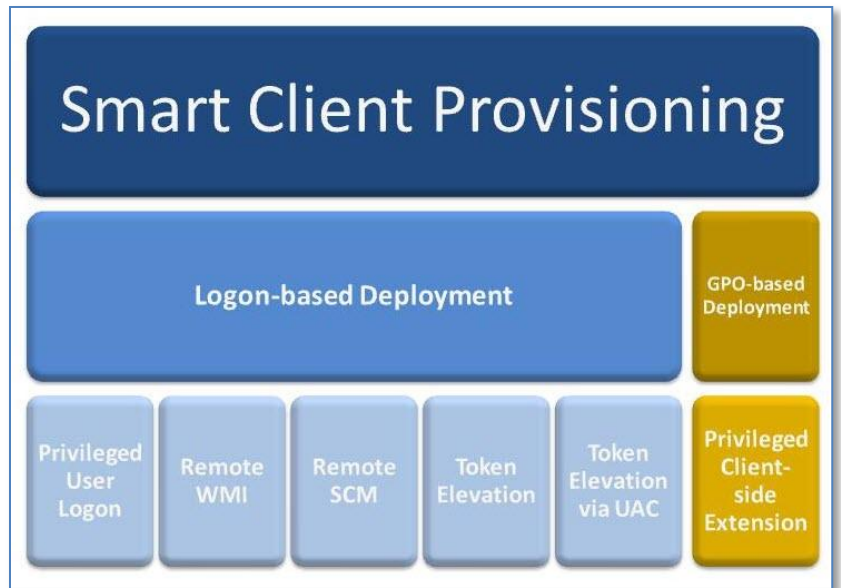 Smart Client Provisioning
Logon-based Deployment
GPO-based
Deployment
Privileged
User
Logon
Remote
WMI
Remote
SCM
Token
Elevation
Token
Elevation
via UAC
Privileged
Client-
side
Extension